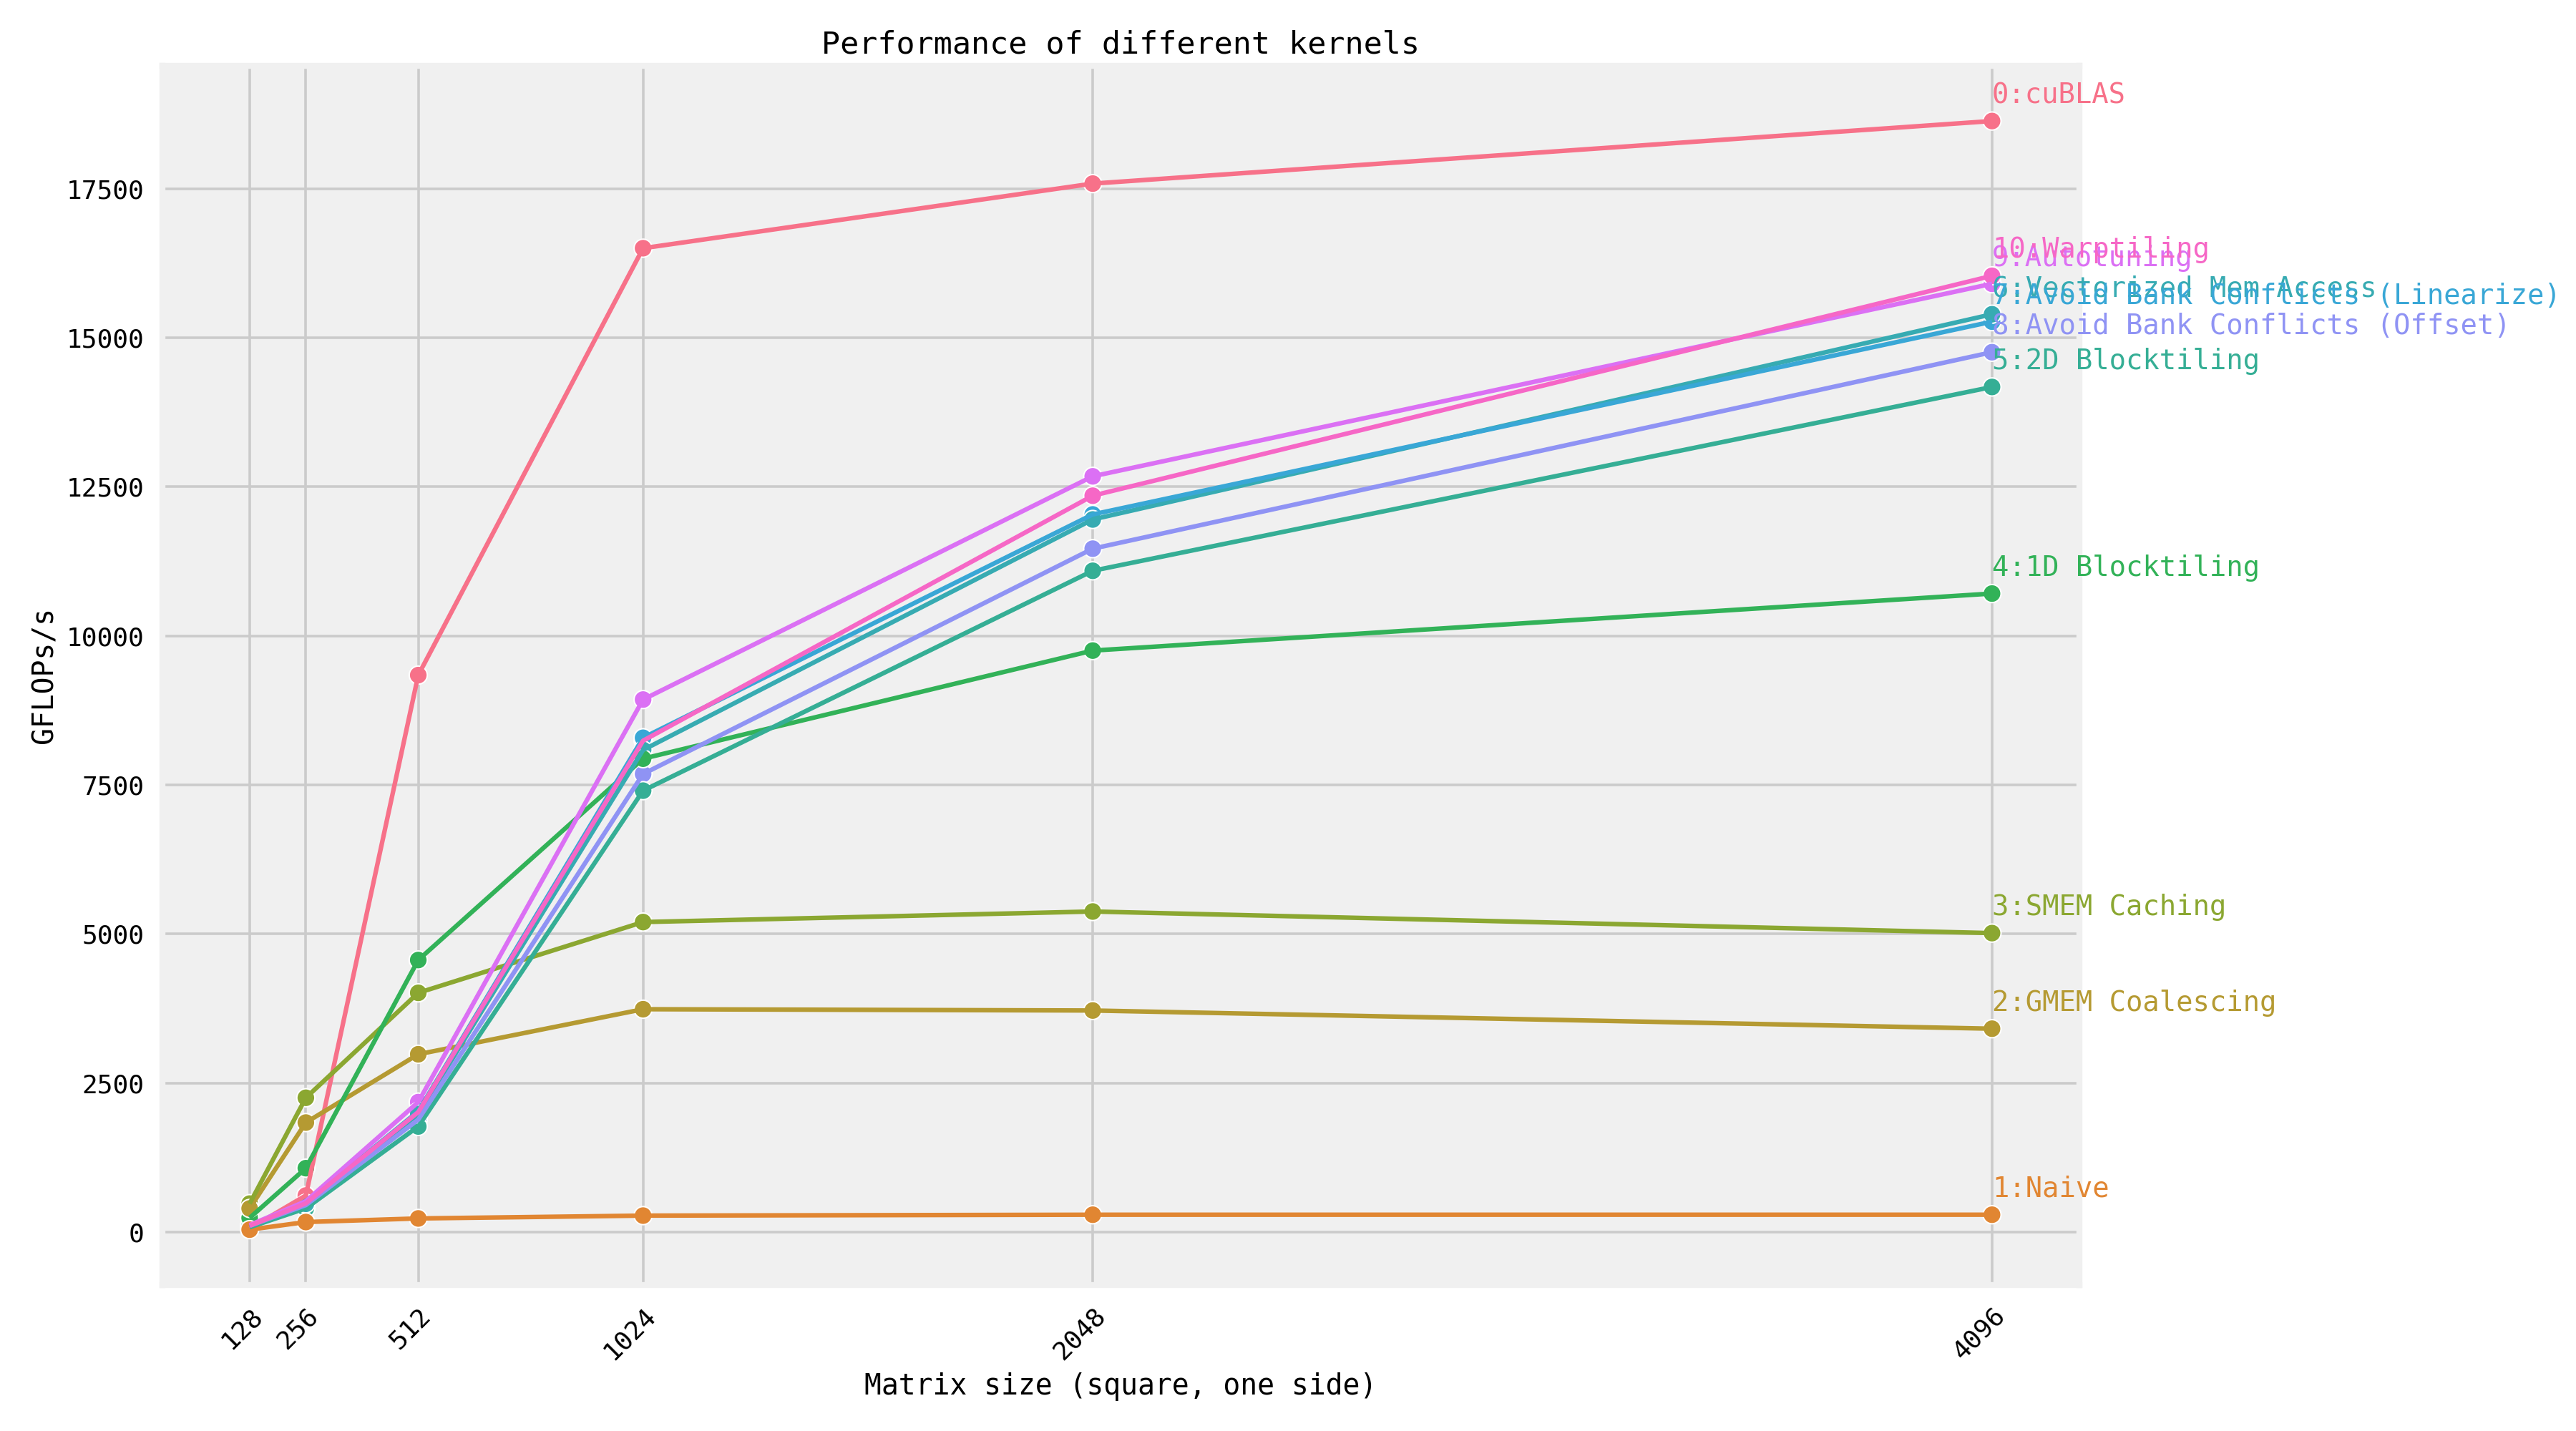 Performance of different kernels
0:cuBLAS
17500
10:Warptiling
9:Autotuning
6:Vectorized Mem Access
7:Avoid Bank Conflicts (Linearize)
15000
8:Avoid Bank Conflicts (Offset)
5:2D Blocktiling
12500
4:1D Blocktiling
10000
GFLOPs/s
7500
3:SMEM Caching
5000
2:GMEM Coalescing
2500
1:Naive
0
128
256
512
1024
2048
4096
Matrix size (square, one side)